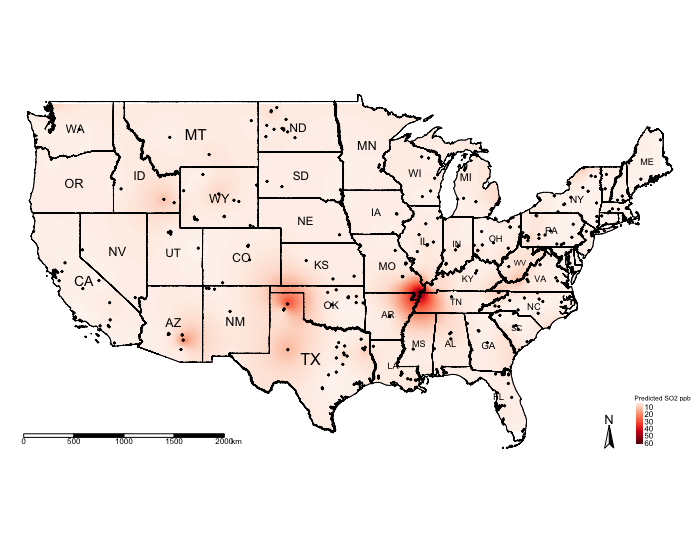 WA
MT
ND
MN
ME
OR
ID
WY
SD
WI
MI
NY
NE
IA
PA
NV
UT
CO
KS
MO
IL
IN
OH
WV
VA
KY
CA
AZ
NM
OK
AR
TN
NC
SC
TX
LA
MS
AL
GA
FL
Predicted SO2 ppb
10
20
30
40
50
60
N
0 500 1000 1500 2000km